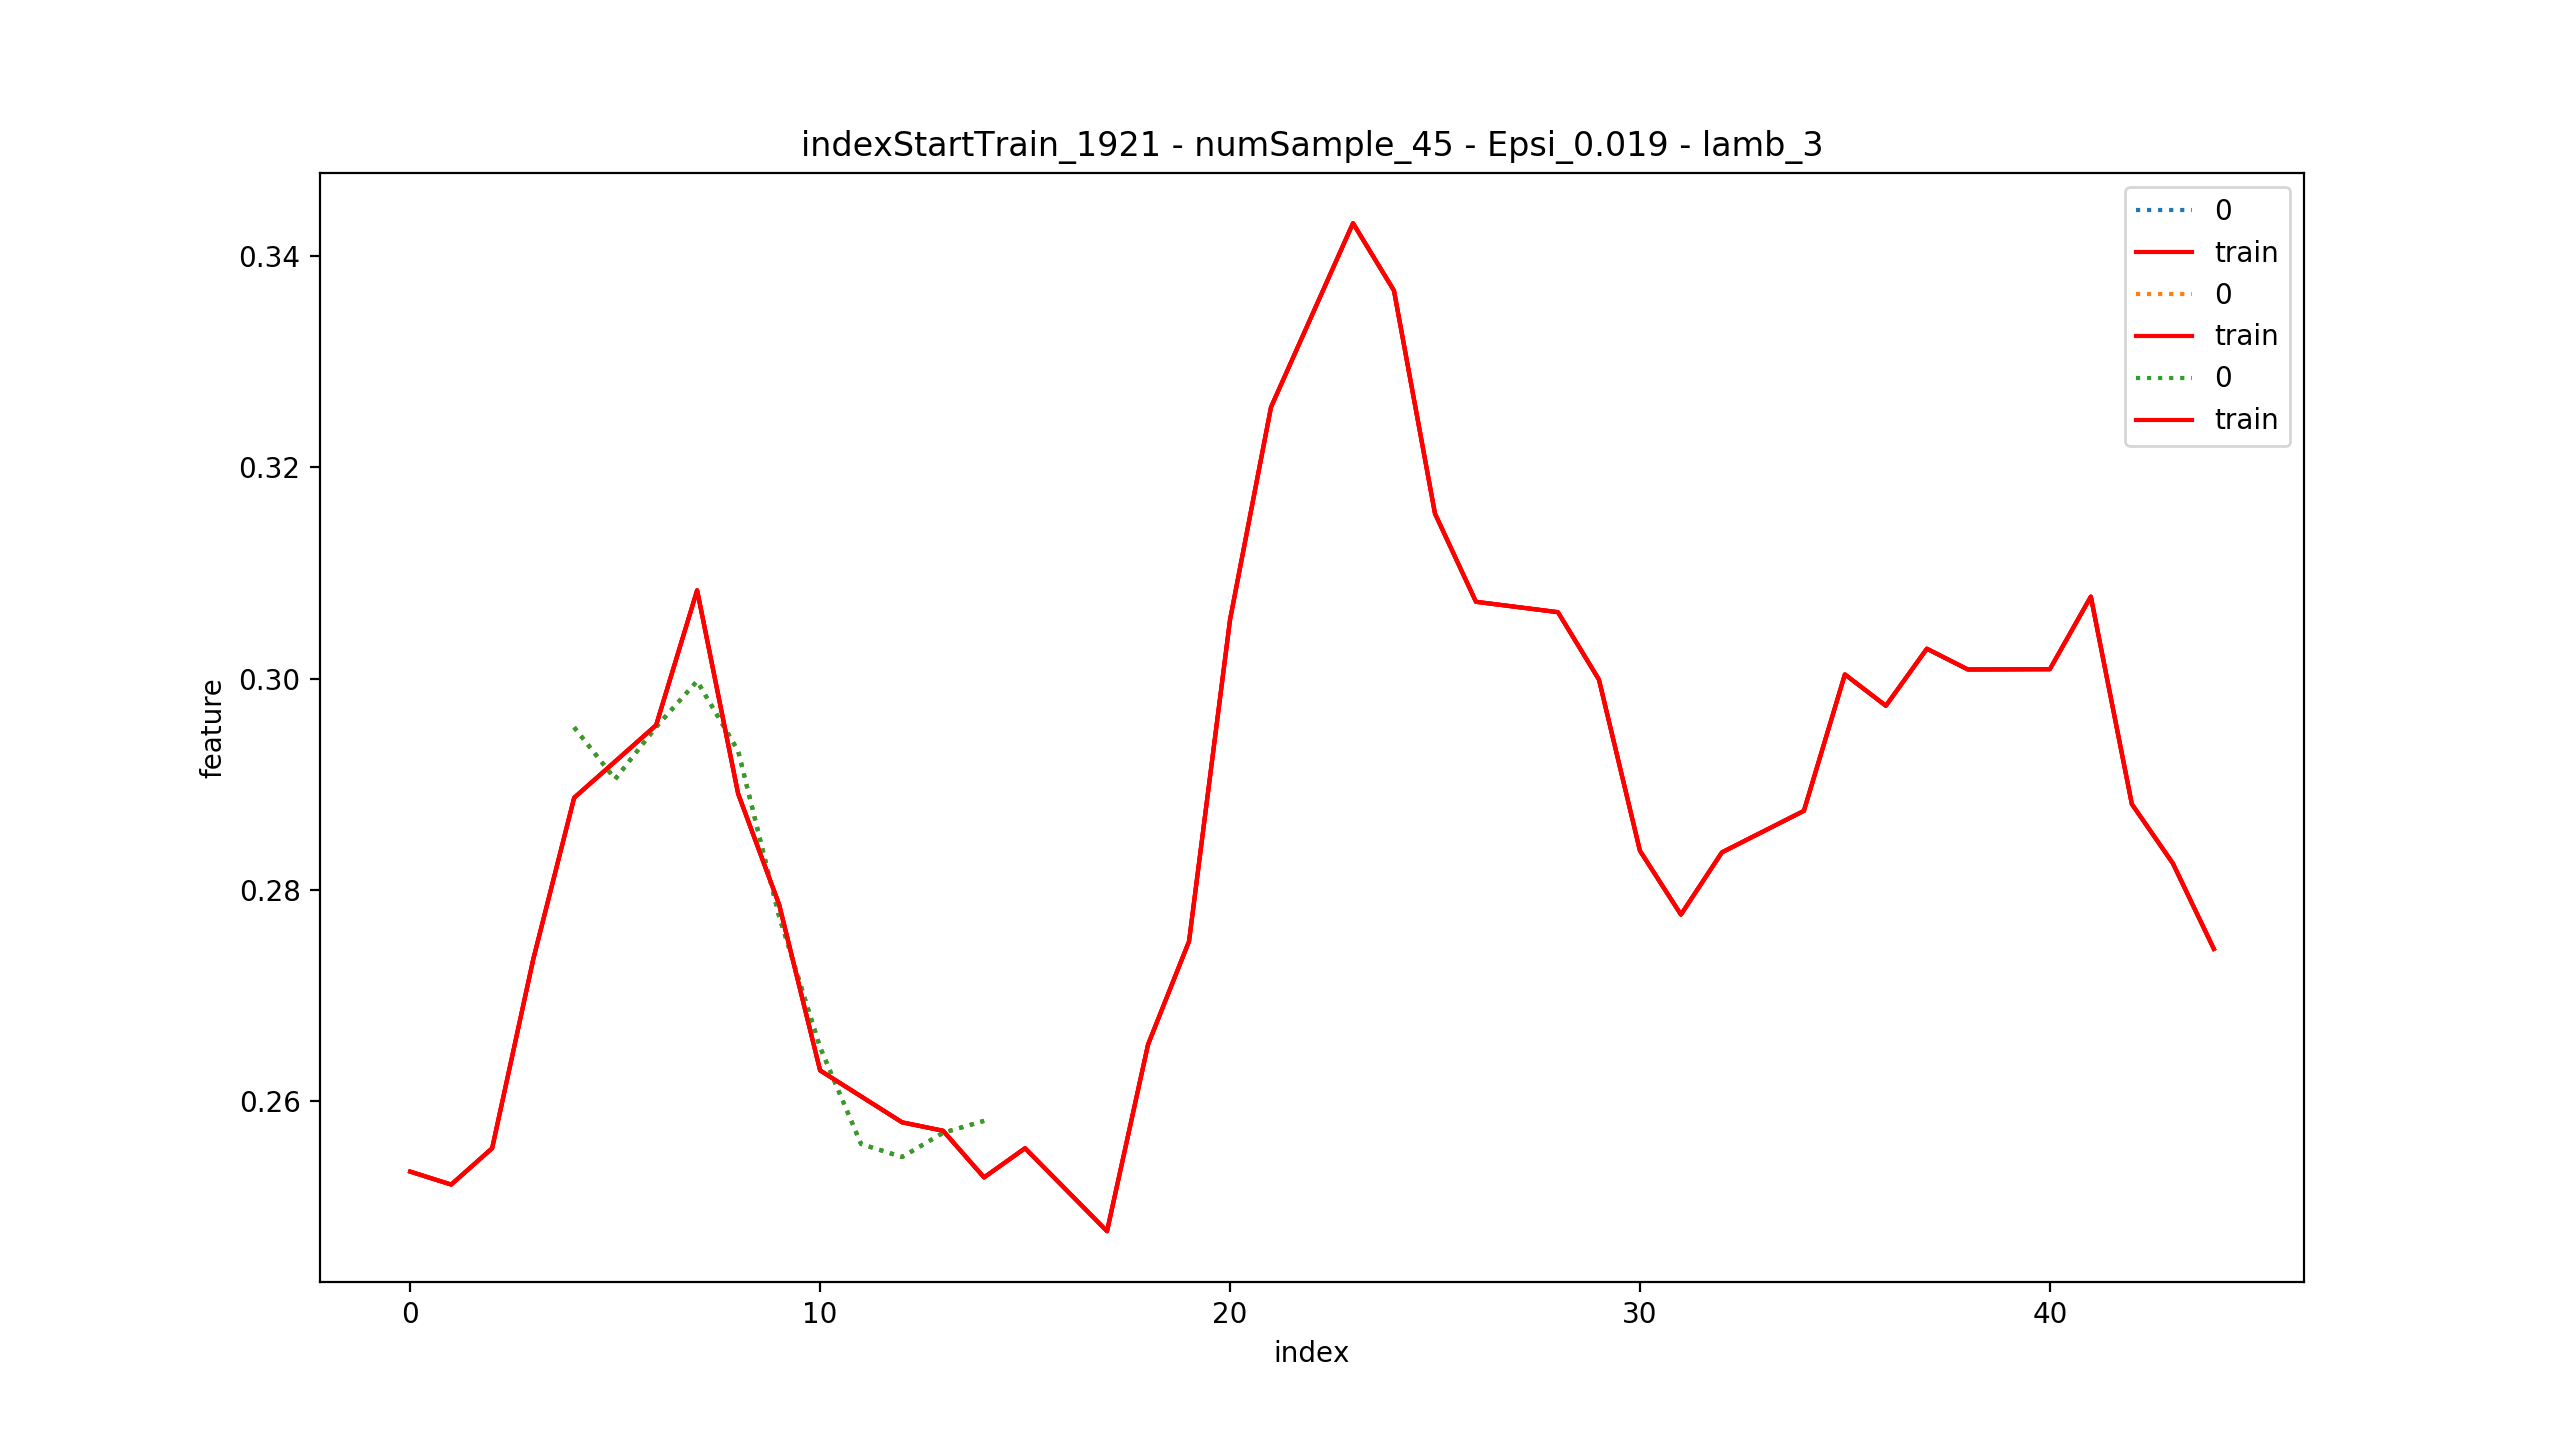 indexStartTrain_1921 - numSample_45 - Epsi_0.019 - lamb_3
0
train
0
train
0
train
0.34
0.32
0.30
0.28
0.26
feature
0 10 20 30 40
index